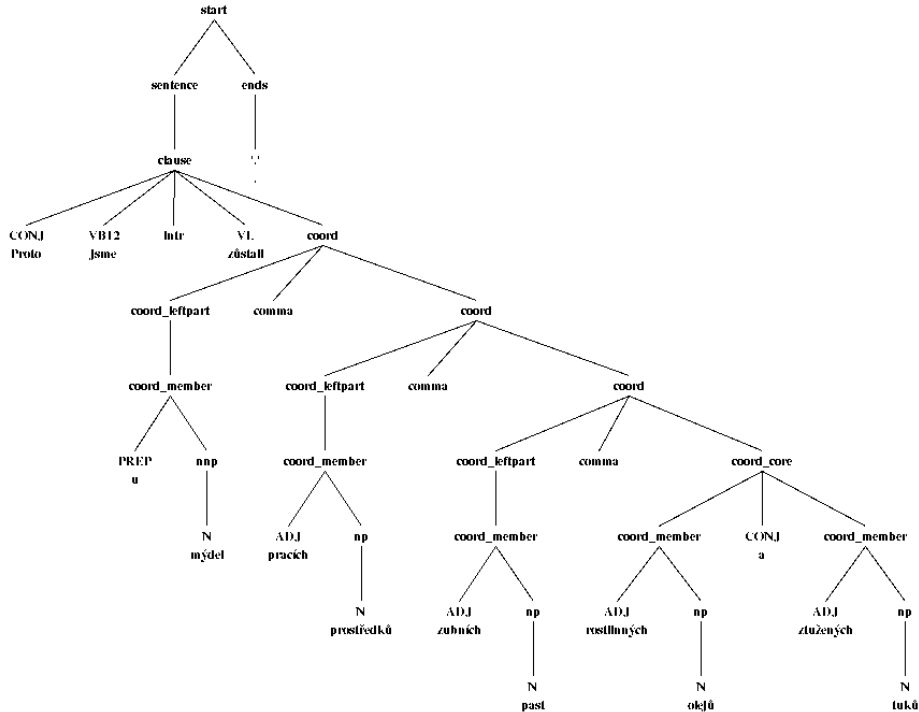 start
sentence ends
clause '.'
.
CONJ VB12 intr VL coord
Proto jsme zůstali
coord_leftpart comma coord
coord_member coord_leftpart comma coord
PREP nnp coord_member coord_leftpart comma coord_core
u
N ADJ np coord_member coord_member CONJ coord_member
mýdel pracích a
N ADJ np ADJ np ADJ np
prostředků zubních rostlinných ztužených
N N N
past olejů tuků